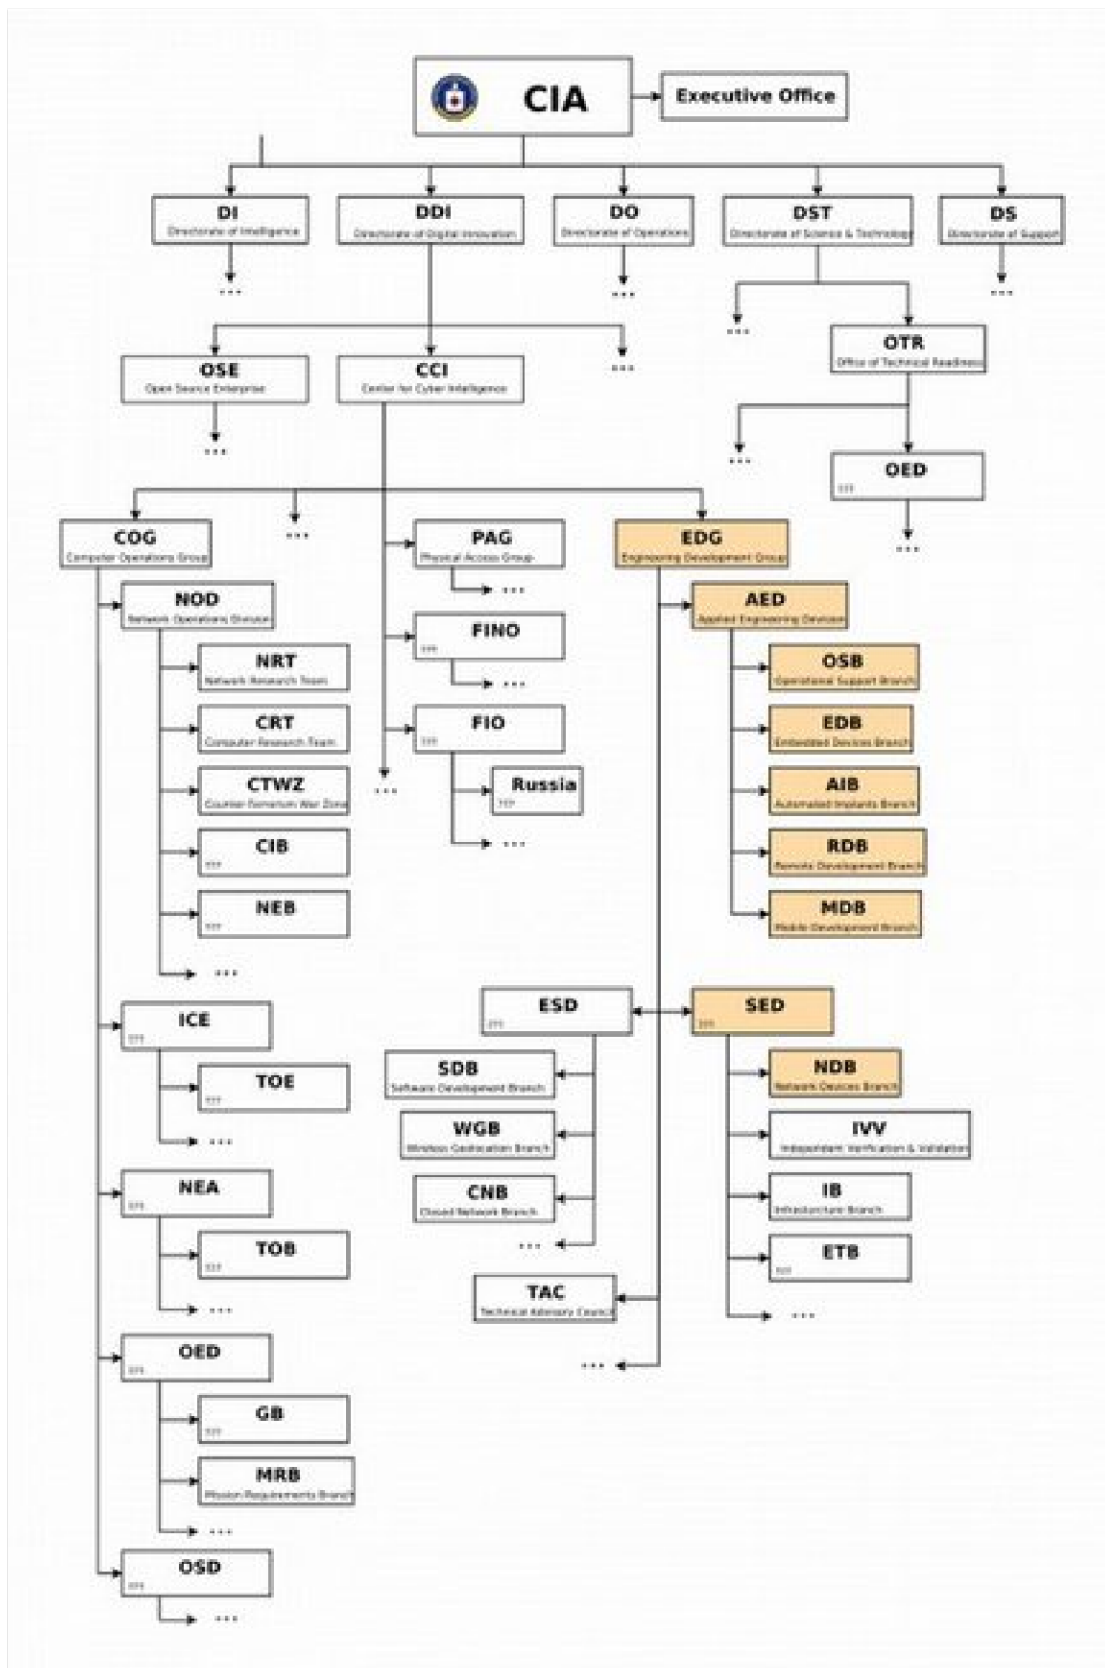 CIA
Executive Office
DI
Directorate of Intelligence
DDI
Directorate of Digital Innovation
DO
Directorate of Operations
DST
Directorate of Science & Technology
DS
Directorate of Support
...
...
...
...
OTR
Office of Technical Readiness
OSE
Open Source Enterprise
CCI
Center for Cyber Intelligence
...
...
...
OED
???
...
COG
Computer Operations Group
...
PAG
Physical Access Group
...
EDG
Engineering Development Group
NOD
Network Operations Division
AED
Applied Engineering Devision
FINO
???
...
NRT
Network Research Team
OSB
Operational Support Branch
CRT
Computer Research Team
FIO
???
EDB
Embedded Devices Branch
CTWZ
Counter Terrorism War Zone
...
Russia
???
...
AIB
Automated Implants Branch
CIB
???
RDB
Remote Development Branch
NEB
???
MDB
Mobile Development Branch
...
ICE
???
ESD
???
SED
???
TOE
???
...
SDB
Software Development Branch
NDB
Network Devices Branch
WGB
Wireless Geolocation Branch
IVV
Independent Verification & Validation
NEA
???
CNB
Closed Network Branch
IB
Infrasturcture Branch
TOB
???
...
...
ETB
???
...
TAC
Technical Advisory Council
...
OED
???
GB
???
MRB
Mission Requirements Branch
...
OSD
???
...